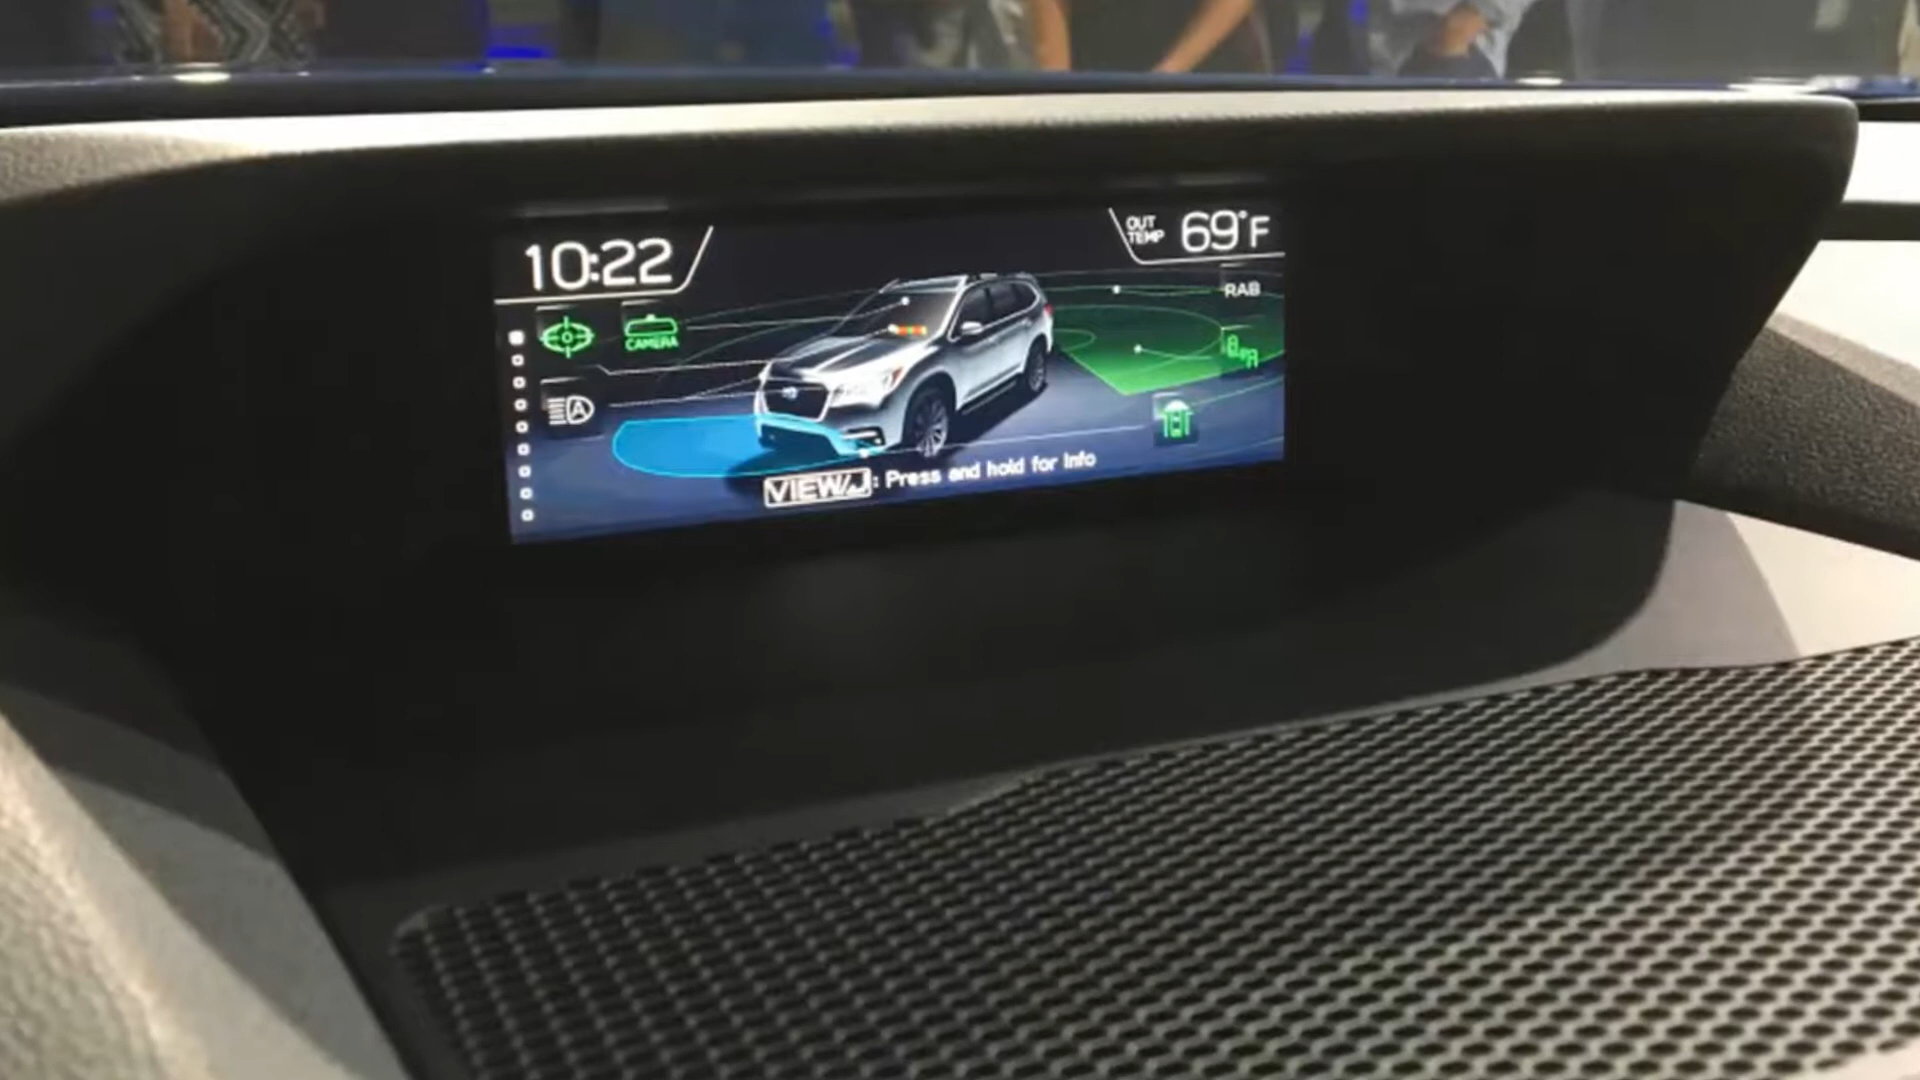 10:22
OUT TEMP 69°F
RAB
CAMERA
A
VIEW/: Press and hold for Info